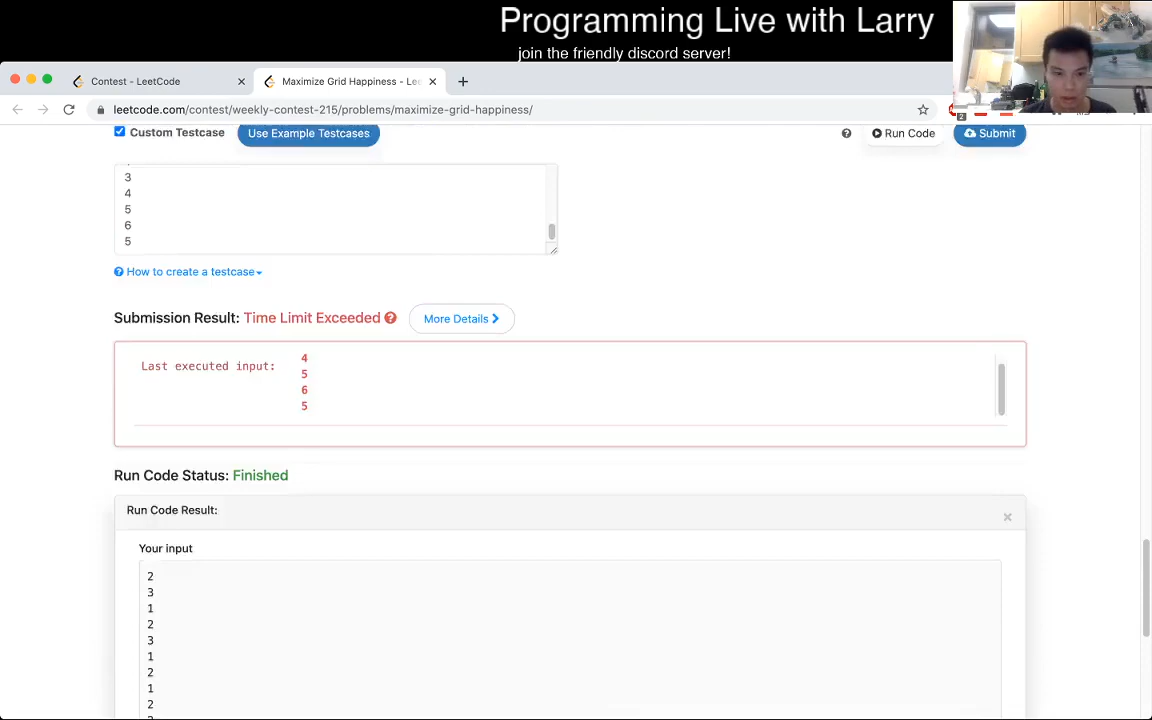 Programming Live with Larry
join the friendly discord server!
Contest - LeetCode
Maximize Grid Happiness - Lee
leetcode.com/contest/weekly-contest-215/problems/maximize-grid-happiness/
Custom Testcase
Use Example Testcases
Run Code
Submit
3
4
5
6
5
How to create a testcase
Submission Result: Time Limit Exceeded
More Details
Last executed input:
4
5
6
5
Run Code Status: Finished
Run Code Result:
Your input
2
3
1
2
3
1
2
1
2